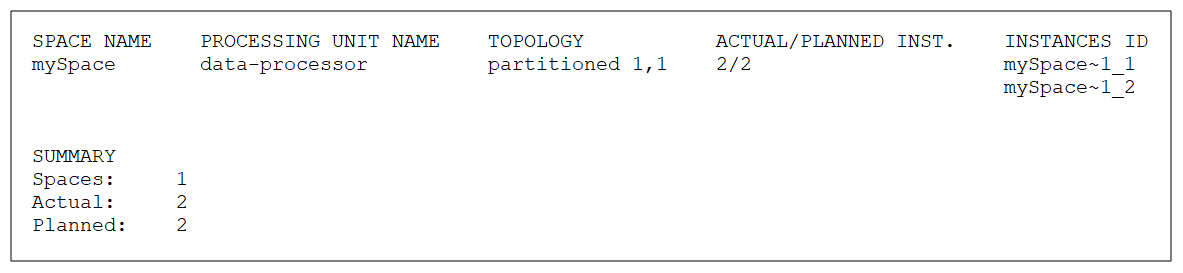 SPACE NAME    PROCESSING UNIT NAME    TOPOLOGY           ACTUAL/PLANNED INST.    INSTANCES ID
mySpace       data-processor          partitioned 1,1    2/2                     mySpace~1_1
                                                                                 mySpace~1_2
SUMMARY
Spaces:     1
Actual:     2
Planned:    2